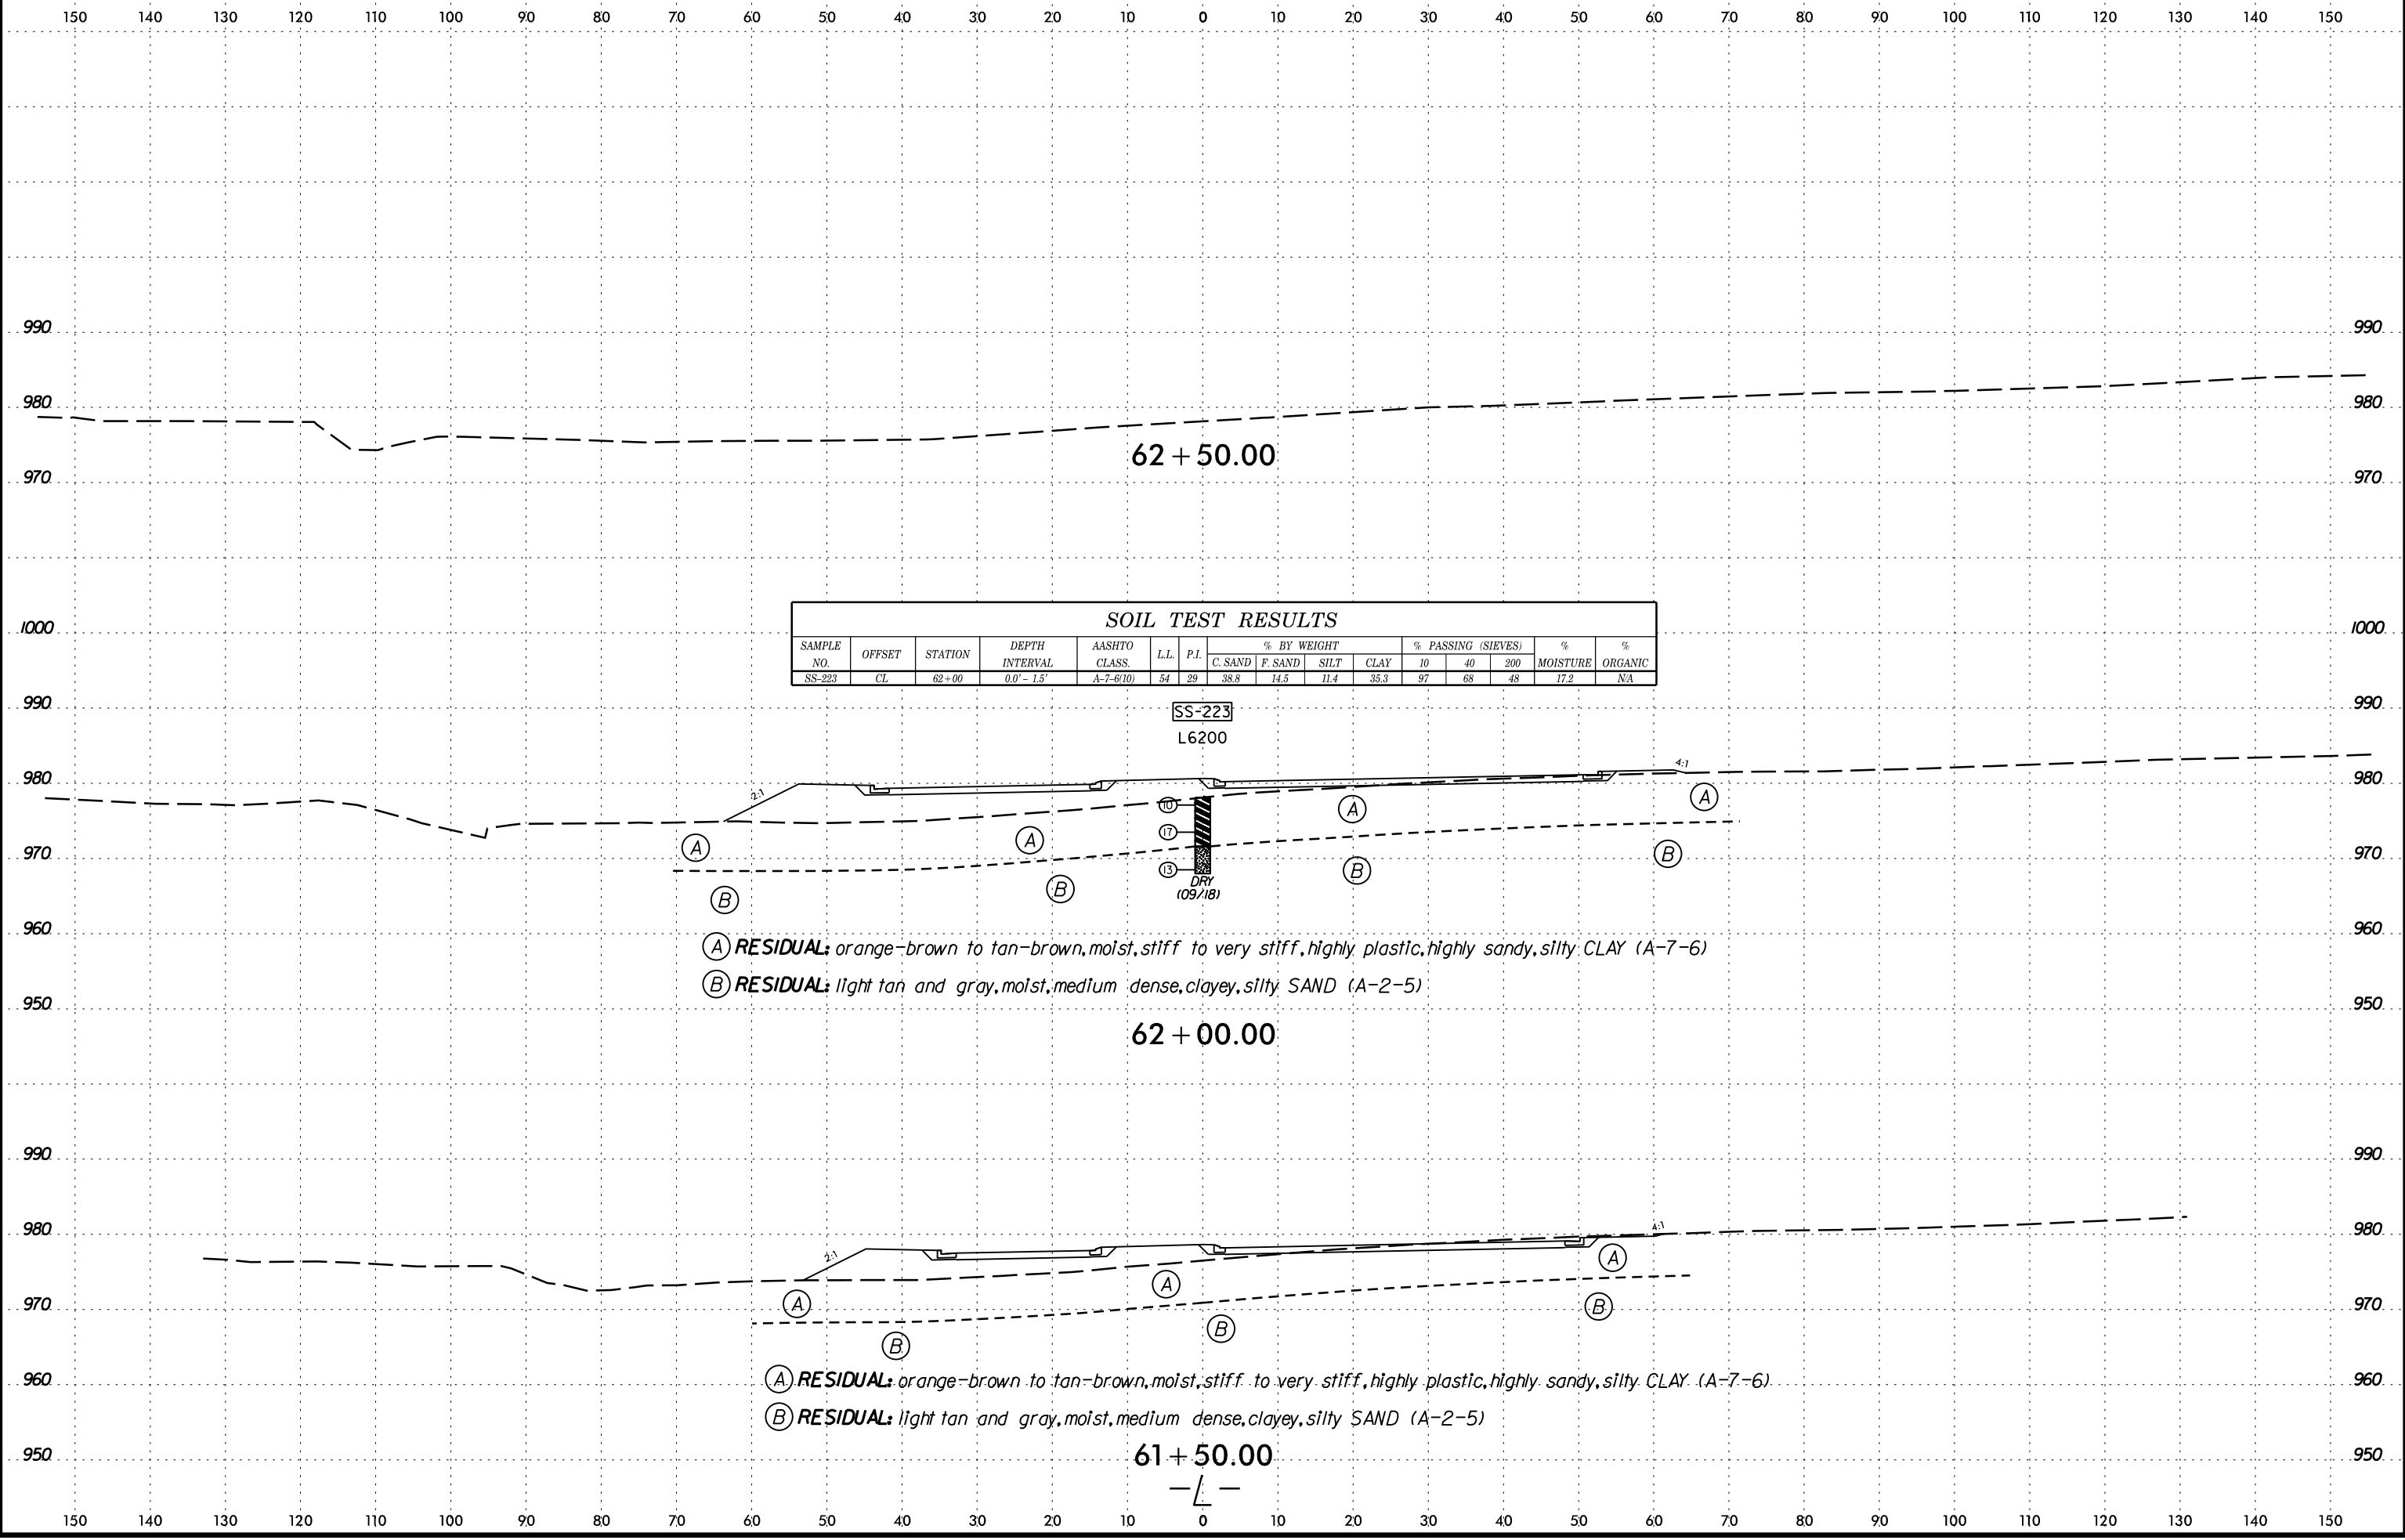 150 140 130 120 110 100 90 80 70 60 50 40 30 20 10 0 10 20 30 40 50 60 70 80 90 100 110 120 130 140 150
990 990
980 980
62+50.00
970 970
SOIL TEST RESULTS
SAMPLE NO. OFFSET STATION DEPTH INTERVAL AASHTO CLASS. L.L. P.I. % BY WEIGHT % PASSING (SIEVES) % MOISTURE % ORGANIC
C. SAND F. SAND SILT CLAY 10 40 200
SS-223 CL 62+00 0.0' - 1.5' A-7-6(10) 54 29 38.8 14.5 11.4 35.3 97 68 48 17.2 N/A
1000 1000
990 990
SS-223
L6200
4:1
980 980
2:1
10
A A
17
A A
970 970
B B
13
DRY
(09/18)
B B
960 960
A RESIDUAL: orange-brown to tan-brown, moist, stiff to very stiff, highly plastic, highly sandy, silty CLAY (A-7-6)
B RESIDUAL: light tan and gray, moist, medium dense, clayey, silty SAND (A-2-5)
950 950
62+00.00
990 990
980 980
4:1
2:1
A A A
970 970
B B B
960 960
A RESIDUAL: orange-brown to tan-brown, moist, stiff to very stiff, highly plastic, highly sandy, silty CLAY (A-7-6)
B RESIDUAL: light tan and gray, moist, medium dense, clayey, silty SAND (A-2-5)
950 950
61+50.00
-L-
150 140 130 120 110 100 90 80 70 60 50 40 30 20 10 0 10 20 30 40 50 60 70 80 90 100 110 120 130 140 150